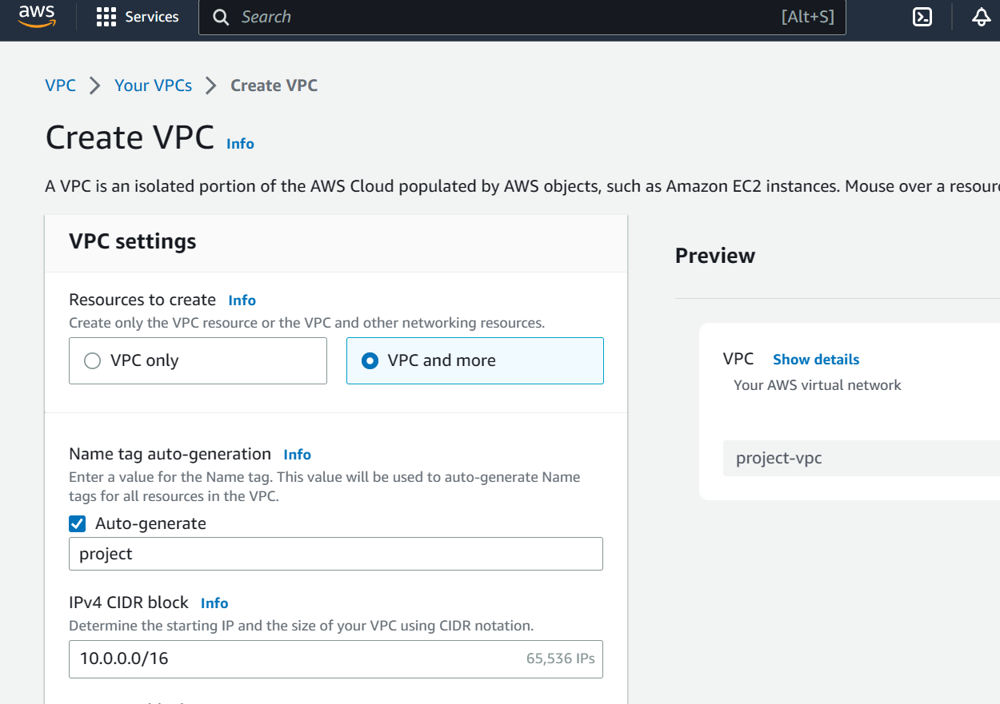 aws
Services
Search
[Alt+S]
VPC
Your VPCs
Create VPC
Create VPC Info
A VPC is an isolated portion of the AWS Cloud populated by AWS objects, such as Amazon EC2 instances. Mouse over a
VPC settings
Resources to create Info
Create only the VPC resource or the VPC and other networking resources.
VPC only
VPC and more
Name tag auto-generation Info
Enter a value for the Name tag. This value will be used to auto-generate Name
tags for all resources in the VPC.
Auto-generate
project
IPv4 CIDR block Info
Determine the starting IP and the size of your VPC using CIDR notation.
10.0.0.0/16
65,536 IPs
Preview
VPC Show details
Your AWS virtual network
project-vpc